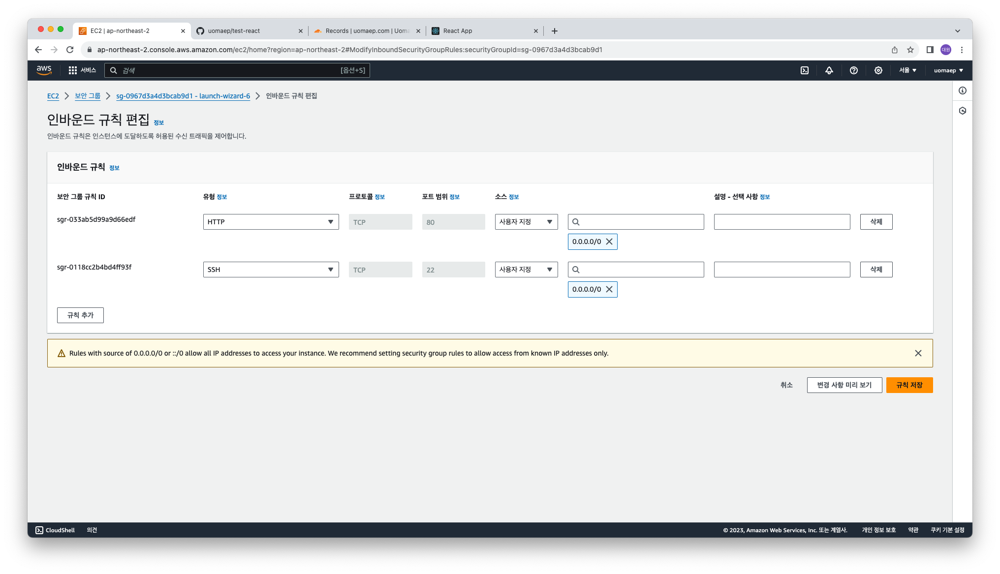 EC2 | ap-northeast-2
uomaep/test-react
Records | uomaep.com | Uoma
React App
ap-northeast-2.console.aws.amazon.com/ec2/home?region=ap-northeast-2#ModifyInboundSecurityGroupRules:securityGroupId=sg-0967d3a4d3bcab9d1
대원
aws
서비스
검색
[옵션+S]
서울
uomaep
EC2
보안 그룹
sg-0967d3a4d3bcab9d1 - launch-wizard-6
인바운드 규칙 편집
인바운드 규칙 편집 정보
인바운드 규칙은 인스턴스에 도달하도록 허용된 수신 트래픽을 제어합니다.
인바운드 규칙 정보
보안 그룹 규칙 ID
유형 정보
프로토콜 정보
포트 범위 정보
소스 정보
설명 - 선택 사항 정보
sgr-033ab5d99a9d66edf
HTTP
TCP
80
사용자 지정
삭제
0.0.0.0/0
sgr-0118cc2b4bd4ff93f
SSH
TCP
22
사용자 지정
삭제
0.0.0.0/0
규칙 추가
Rules with source of 0.0.0.0/0 or ::/0 allow all IP addresses to access your instance. We recommend setting security group rules to allow access from known IP addresses only.
취소
변경 사항 미리 보기
규칙 저장
CloudShell
의견
© 2023, Amazon Web Services, Inc. 또는 계열사.
개인 정보 보호
약관
쿠키 기본 설정